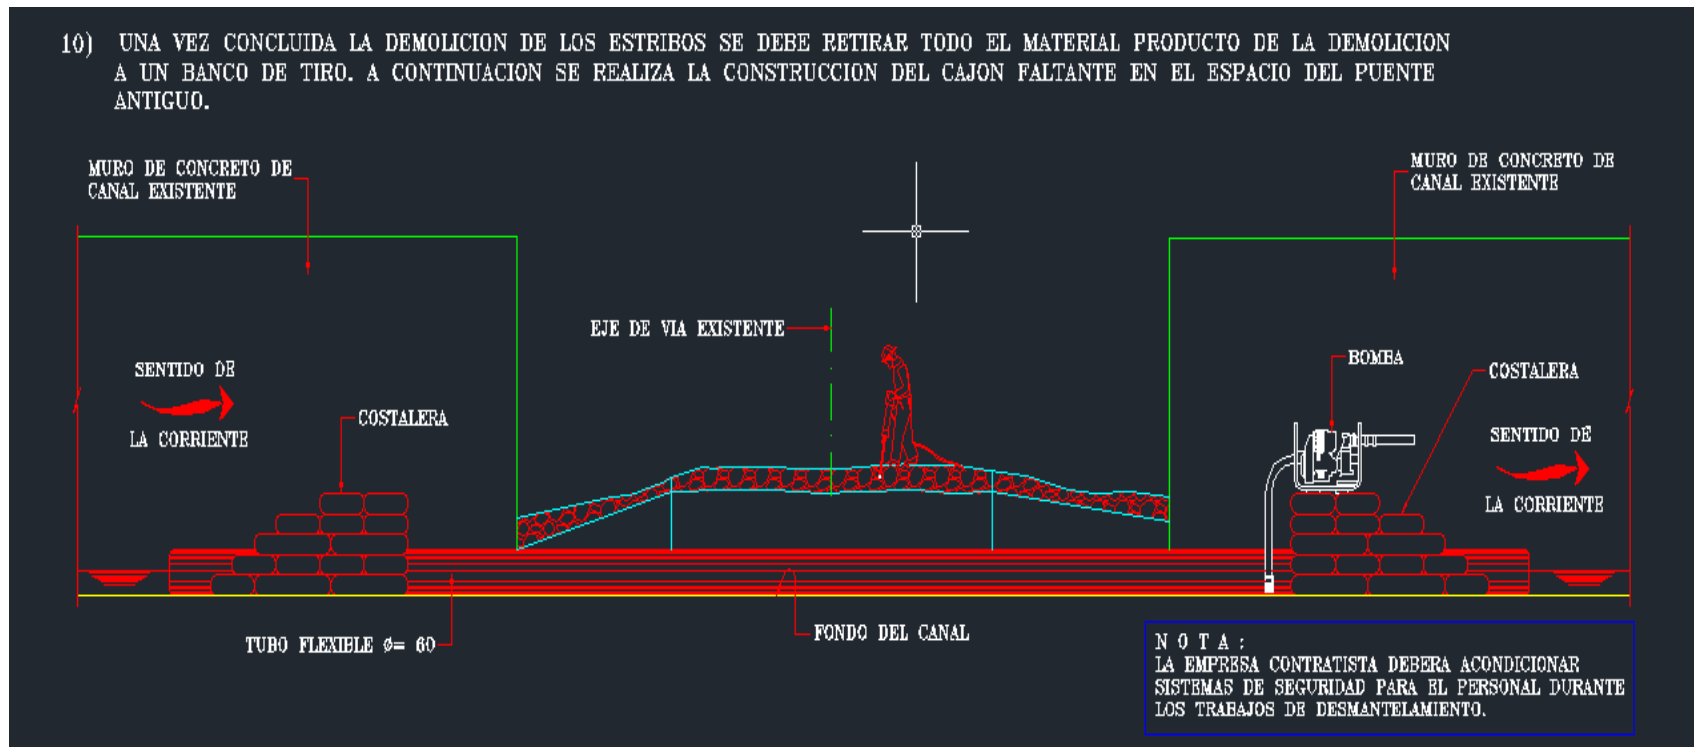 10) UNA VEZ CONCLUIDA LA DEMOLICION DE LOS ESTRIBOS SE DEBE RETIRAR TODO EL MATERIAL PRODUCTO DE LA DEMOLICION
A UN BANCO DE TIRO. A CONTINUACION SE REALIZA LA CONSTRUCCION DEL CAJON FALTANTE EN EL ESPACIO DEL PUENTE
ANTIGUO.
MURO DE CONCRETO DE
CANAL EXISTENTE
MURO DE CONCRETO DE
CANAL EXISTENTE
EJE DE VIA EXISTENTE
SENTIDO DE
LA CORRIENTE
COSTALERA
BOMBA
COSTALERA
SENTIDO DE
LA CORRIENTE
TUBO FLEXIBLE Ø= 60
FONDO DEL CANAL
N O T A :
LA EMPRESA CONTRATISTA DEBERA ACONDICIONAR
SISTEMAS DE SEGURIDAD PARA EL PERSONAL DURANTE
LOS TRABAJOS DE DESMANTELAMIENTO.